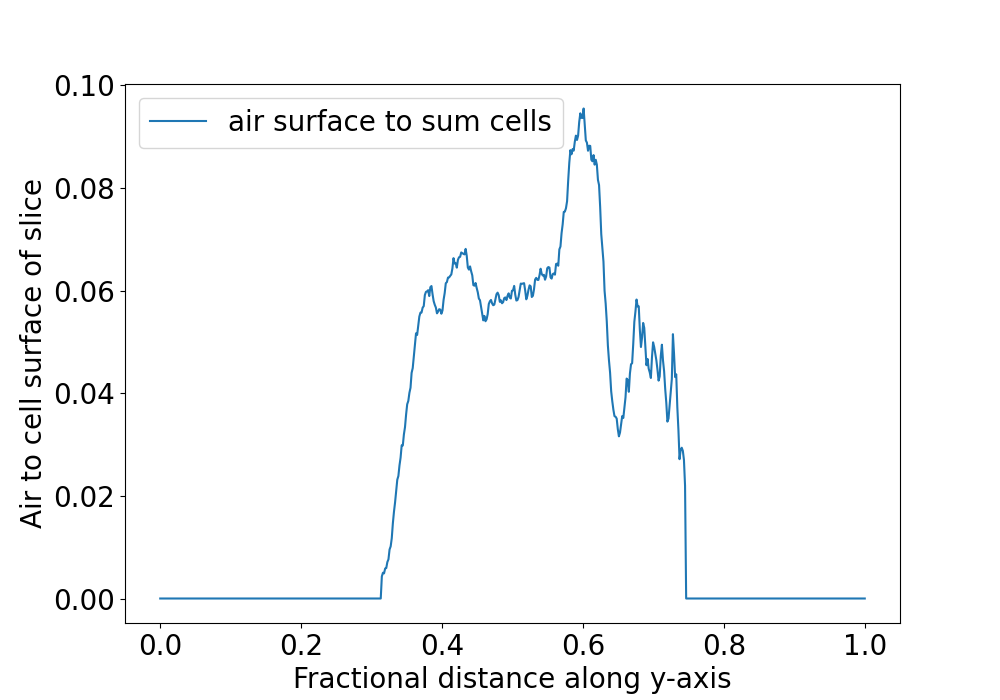 air surface to sum cells
Air to cell surface of slice
0.10
0.08
0.06
0.04
0.02
0.00
0.0 0.2 0.4 0.6 0.8 1.0
Fractional distance along y-axis